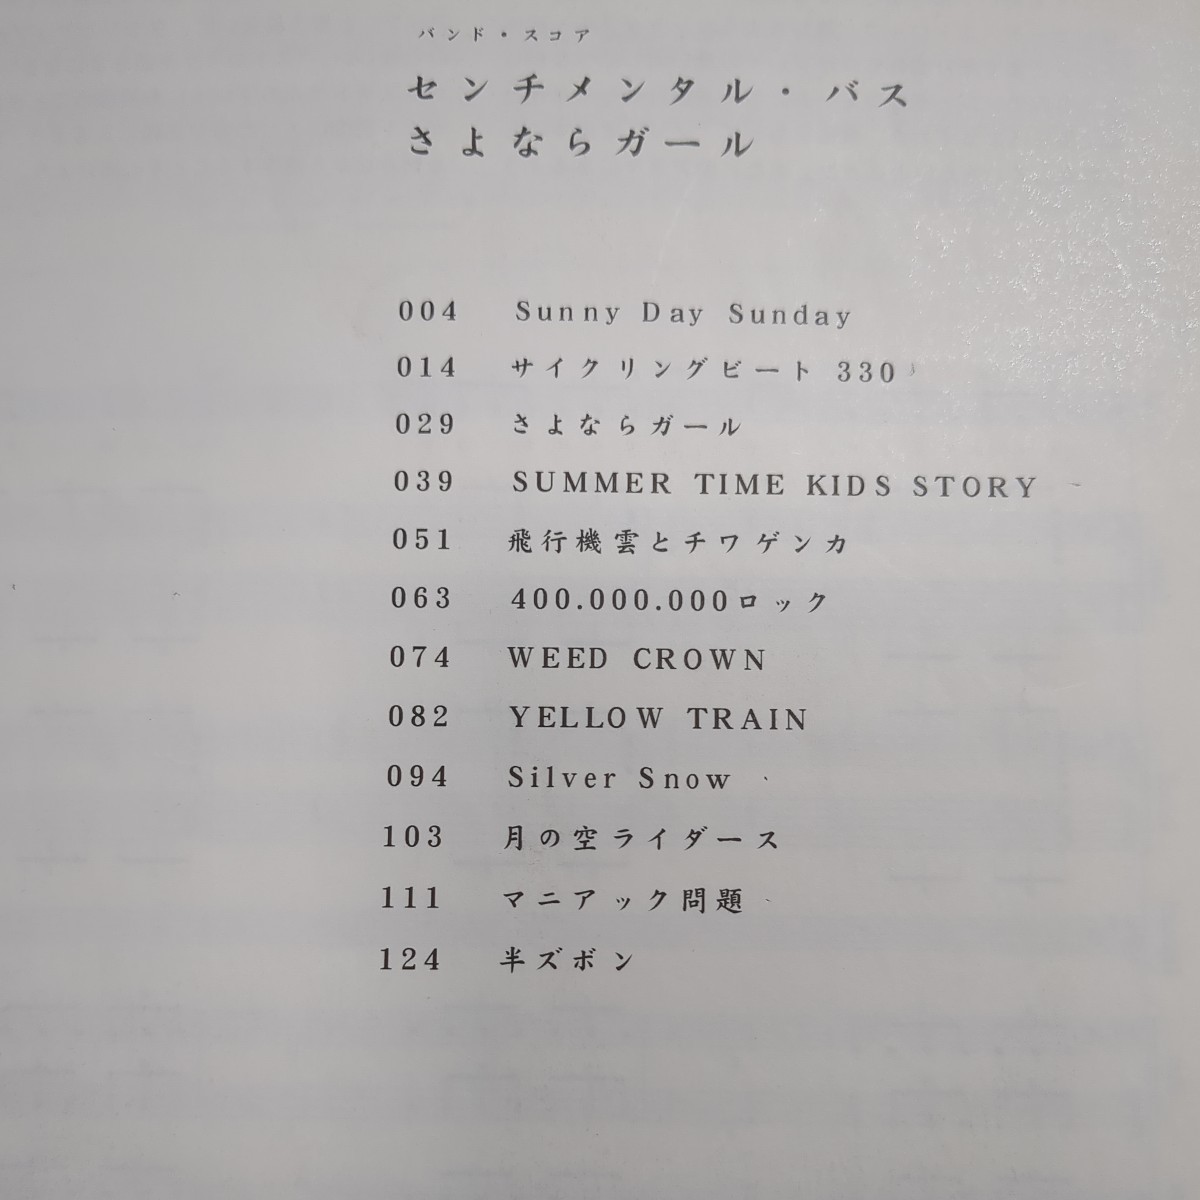 バンド・スコア
センチメンタル・バス
さよならガール
004 Sunny Day Sunday
014 サイクリングビート 330
029 さよならガール
039 SUMMER TIME KIDS STORY
051 飛行機雲とチワゲンカ
063 400.000.000ロック
074 WEED CROWN
082 YELLOW TRAIN
094 Silver Snow
103 月の空ライダース
111 マニアック問題
124 半ズボン